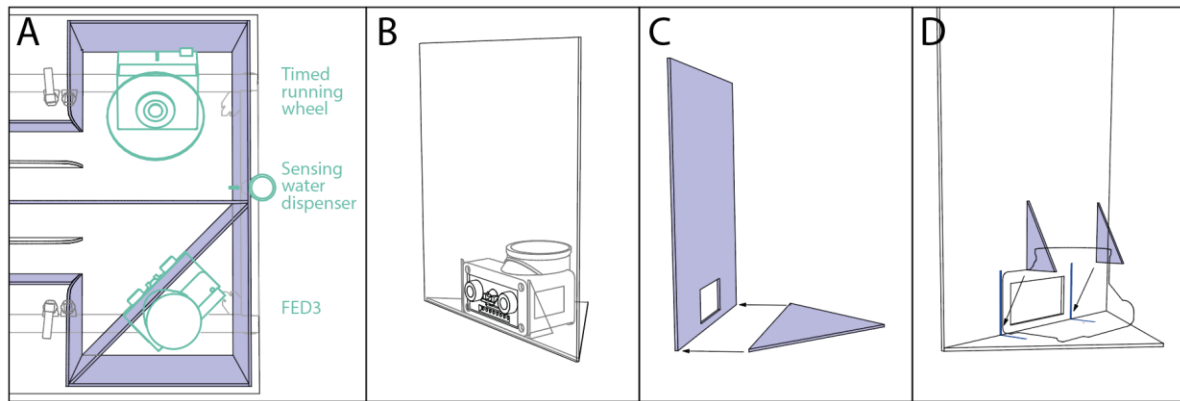 A
B
C
D
Timed
running
wheel
Sensing
water
dispenser
FED3